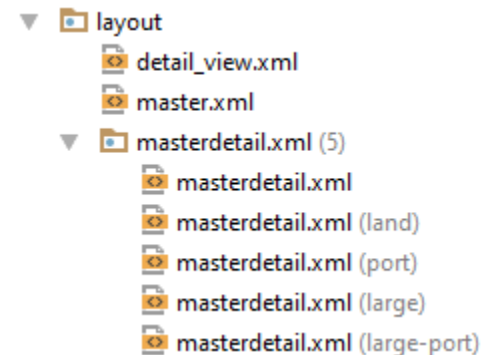 layout
detail_view.xml
master.xml
masterdetail.xml (5)
masterdetail.xml
masterdetail.xml (land)
masterdetail.xml (port)
masterdetail.xml (large)
masterdetail.xml (large-port)